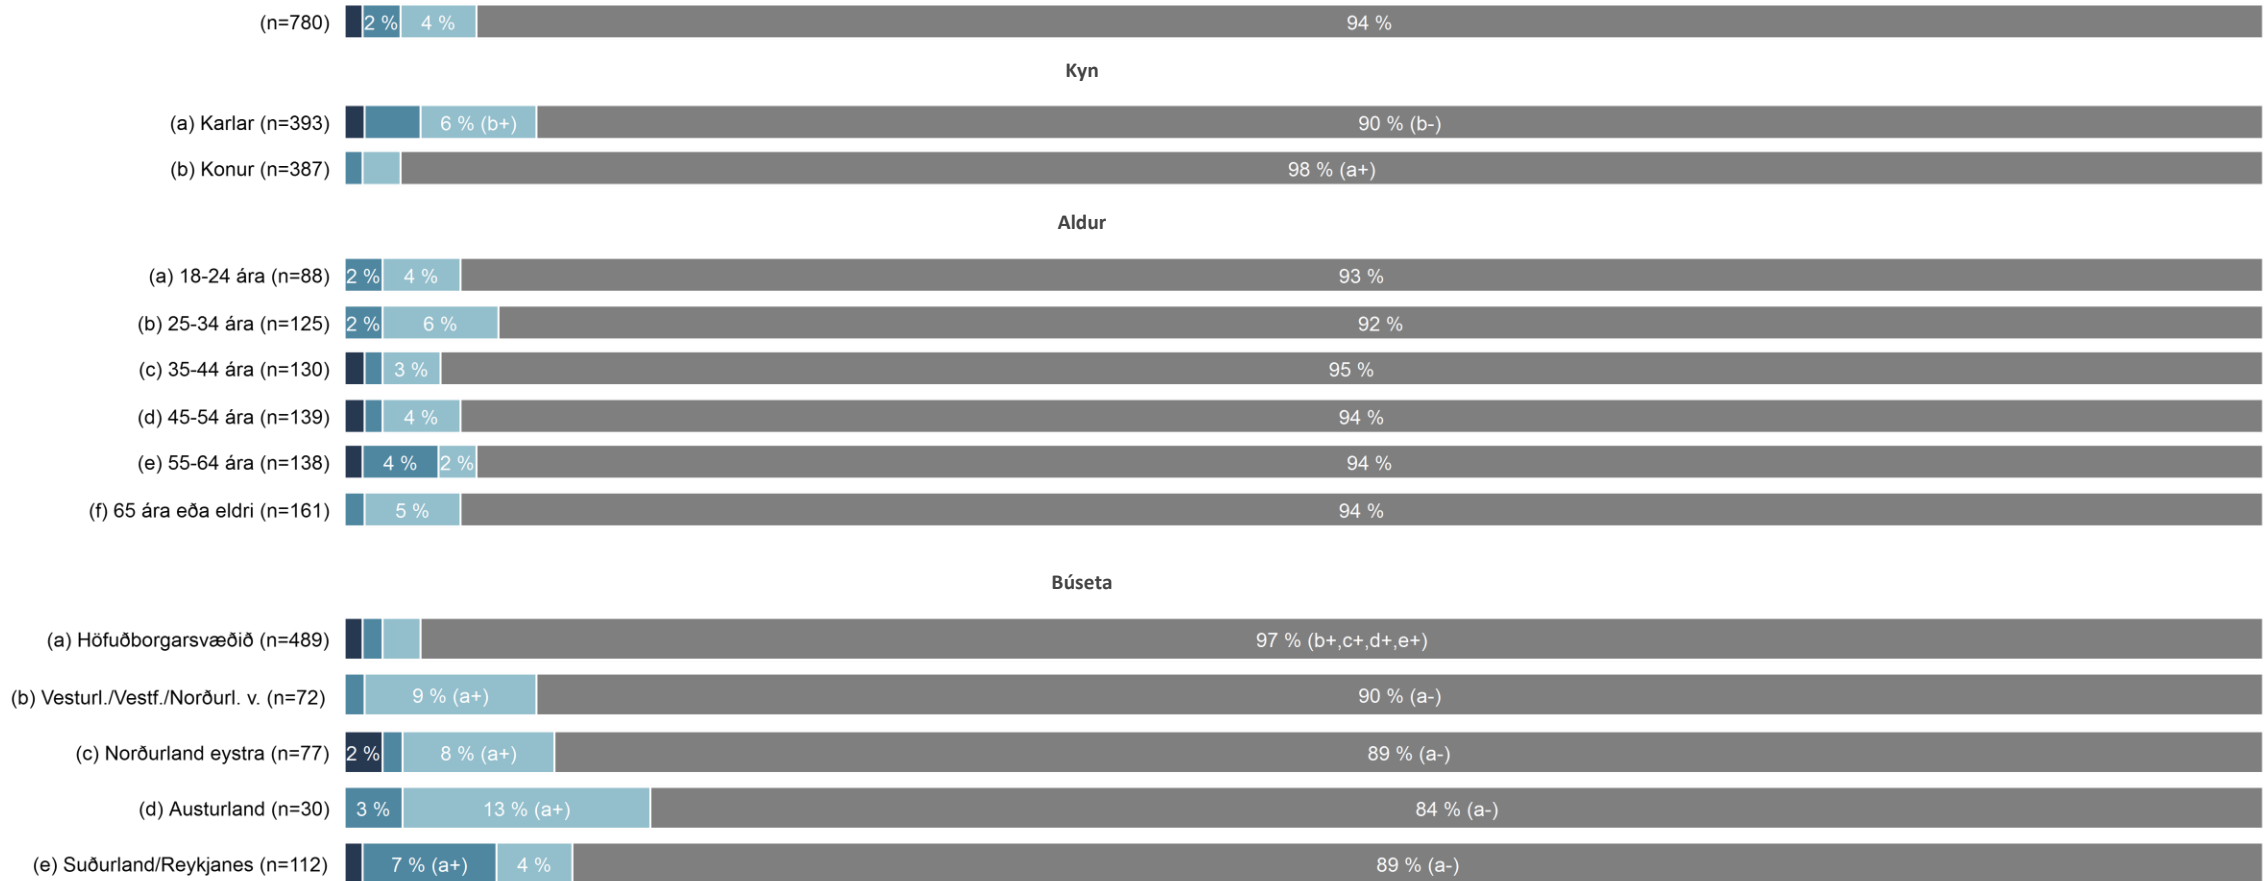 (n=780) 2 % 4 % 94 %
Kyn
(a) Karlar (n=393) 6 % (b+) 90 % (b-)
(b) Konur (n=387) 98 % (a+)
Aldur
(a) 18-24 ára (n=88) 2 % 4 % 93 %
(b) 25-34 ára (n=125) 2 % 6 % 92 %
(c) 35-44 ára (n=130) 3 % 95 %
(d) 45-54 ára (n=139) 4 % 94 %
(e) 55-64 ára (n=138) 4 % 2 % 94 %
(f) 65 ára eða eldri (n=161) 5 % 94 %
Búseta
(a) Höfuðborgarsvæðið (n=489) 97 % (b+,c+,d+,e+)
(b) Vesturl./Vestf./Norðurl. v. (n=72) 9 % (a+) 90 % (a-)
(c) Norðurland eystra (n=77) 2 % 8 % (a+) 89 % (a-)
(d) Austurland (n=30) 3 % 13 % (a+) 84 % (a-)
(e) Suðurland/Reykjanes (n=112) 7 % (a+) 4 % 89 % (a-)